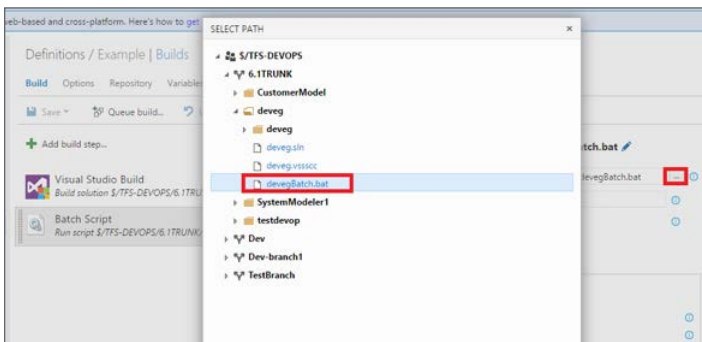 web-based and cross-platform. Here's how to get
SELECT PATH
×
Definitions / Example | Builds
Build Options Repository Variables
Save Queue build...
Add build step...
Visual Studio Build
Build solution $/TFS-DEVOPS/6.1TRU
Batch Script
Run script $/TFS-DEVOPS/6.1TRUNK/
$/TFS-DEVOPS
6.1TRUNK
CustomerModel
deveg
deveg
deveg.sln
deveg.vssscc
devegBatch.bat
SystemModeler1
testdevop
Dev
Dev-branch1
TestBranch
tch.bat
devegBatch.bat ...